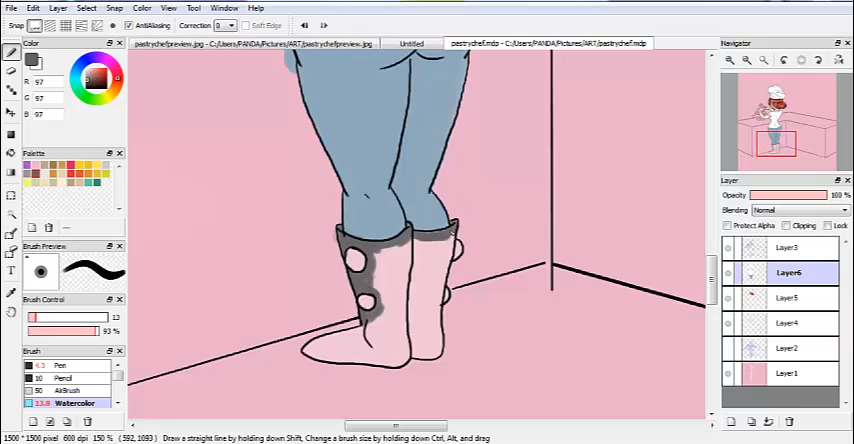 File Edit Layer Snap Color View Tool Window Help
Snap AntiAliasing Correction 0 Soft Edge
Color
R 97
G 97
B 97
Palette
Brush Preview
Brush Control
13
93 %
Brush
4.3 Pen
10 Pencil
50 AirBrush
13.0 Watercolor
pastrychefpreview.jpg - C:/Users/PANDA/Pictures/ART/pastrychefpreview.jpg
Untitled
pastrychef.mdp - C:/Users/PANDA/Pictures/ART/pastrychef.mdp
Navigator
Layer
Opacity 100 %
Blending Normal
Protect Alpha Clipping Lock
Layer3
Layer6
Layer5
Layer4
Layer2
Layer1
1500 * 1500 pixel 600 dpi 150 % (592,1093) Draw a straight line by holding down Shift, Change a brush size by holding down Ctrl, Alt, and drag